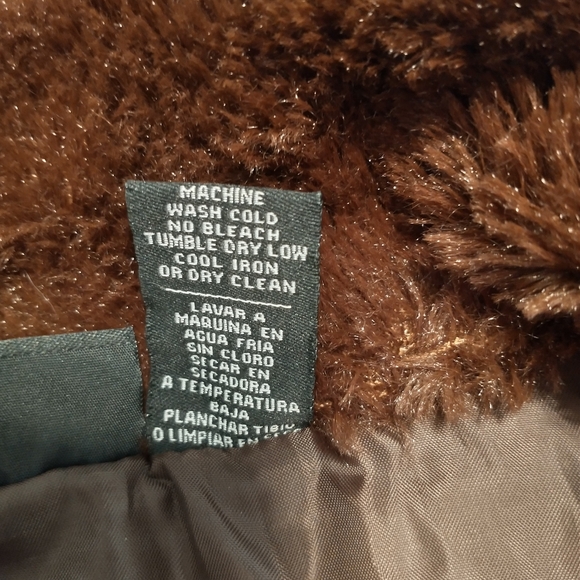 MACHINE
WASH COLD
NO BLEACH
TUMBLE DRY LOW
COOL IRON
OR DRY CLEAN
LAVAR A
MAQUINA EN
AGUA FRIA
SIN CLORO
SECAR EN
SECADORA
A TEMPERATURA
BAJA
PLANCHAR
O LIMPIAR EN